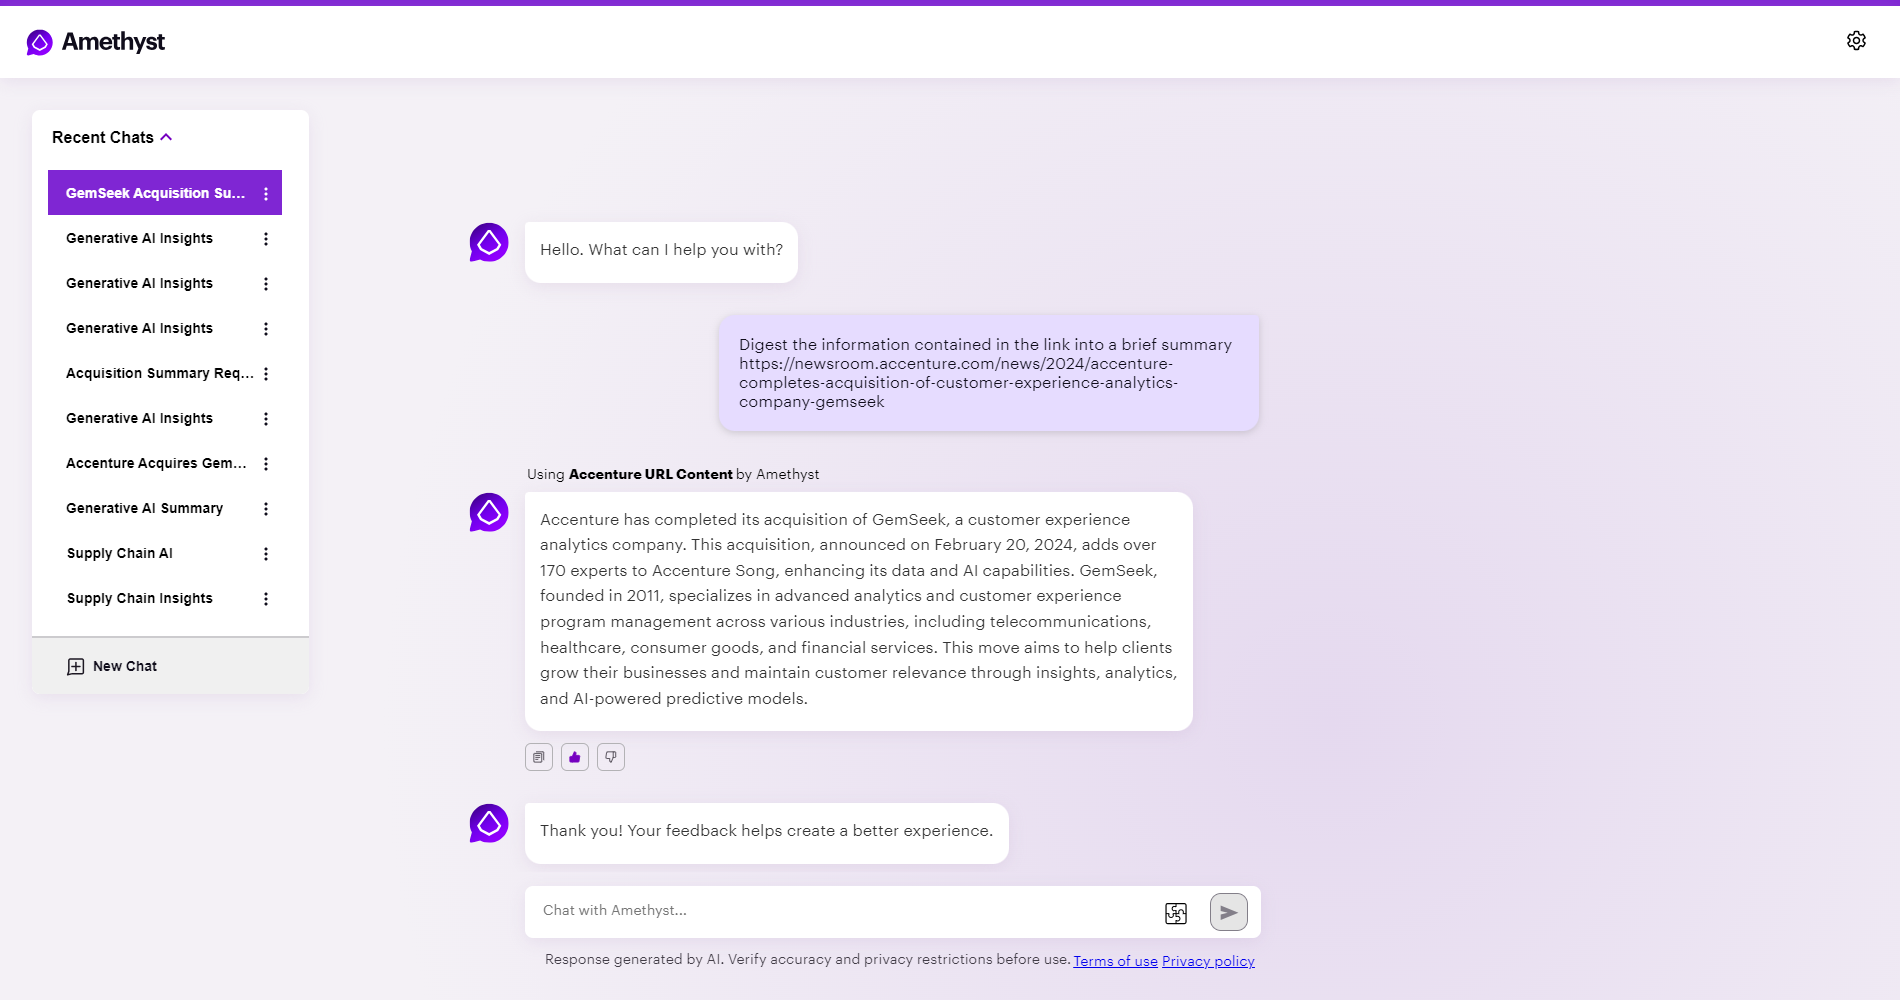 Amethyst
Recent Chats
GemSeek Acquisition Su...
Generative AI Insights
Generative AI Insights
Generative AI Insights
Acquisition Summary Req...
Generative AI Insights
Accenture Acquires Gem...
Generative AI Summary
Supply Chain AI
Supply Chain Insights
New Chat
Hello. What can I help you with?
Digest the information contained in the link into a brief summary
https://newsroom.accenture.com/news/2024/accenture-
completes-acquisition-of-customer-experience-analytics-
company-gemseek
Using Accenture URL Content by Amethyst
Accenture has completed its acquisition of GemSeek, a customer experience
analytics company. This acquisition, announced on February 20, 2024, adds over
170 experts to Accenture Song, enhancing its data and AI capabilities. GemSeek,
founded in 2011, specializes in advanced analytics and customer experience
program management across various industries, including telecommunications,
healthcare, consumer goods, and financial services. This move aims to help clients
grow their businesses and maintain customer relevance through insights, analytics,
and AI-powered predictive models.
Thank you! Your feedback helps create a better experience.
Chat with Amethyst...
Response generated by AI. Verify accuracy and privacy restrictions before use. Terms of use Privacy policy